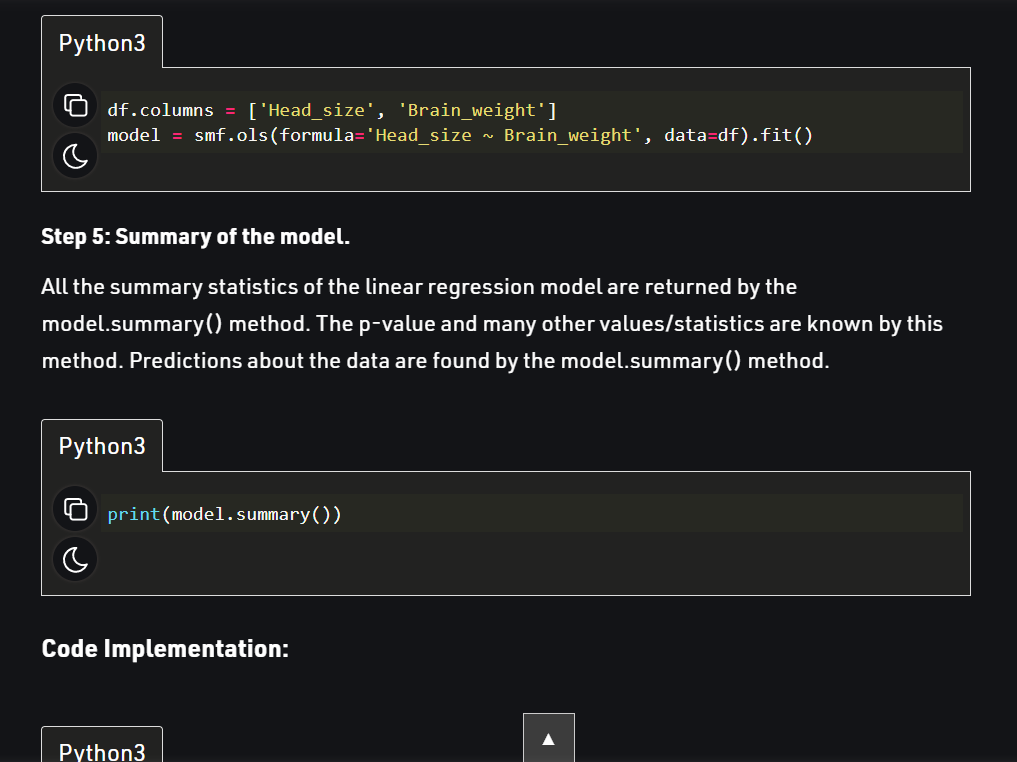 Python3
df.columns = ['Head_size', 'Brain_weight']
model = smf.ols(formula='Head_size ~ Brain_weight', data=df).fit()
Step 5: Summary of the model.
All the summary statistics of the linear regression model are returned by the
model.summary() method. The p-value and many other values/statistics are known by this
method. Predictions about the data are found by the model.summary() method.
Python3
print(model.summary())
Code Implementation:
Python3